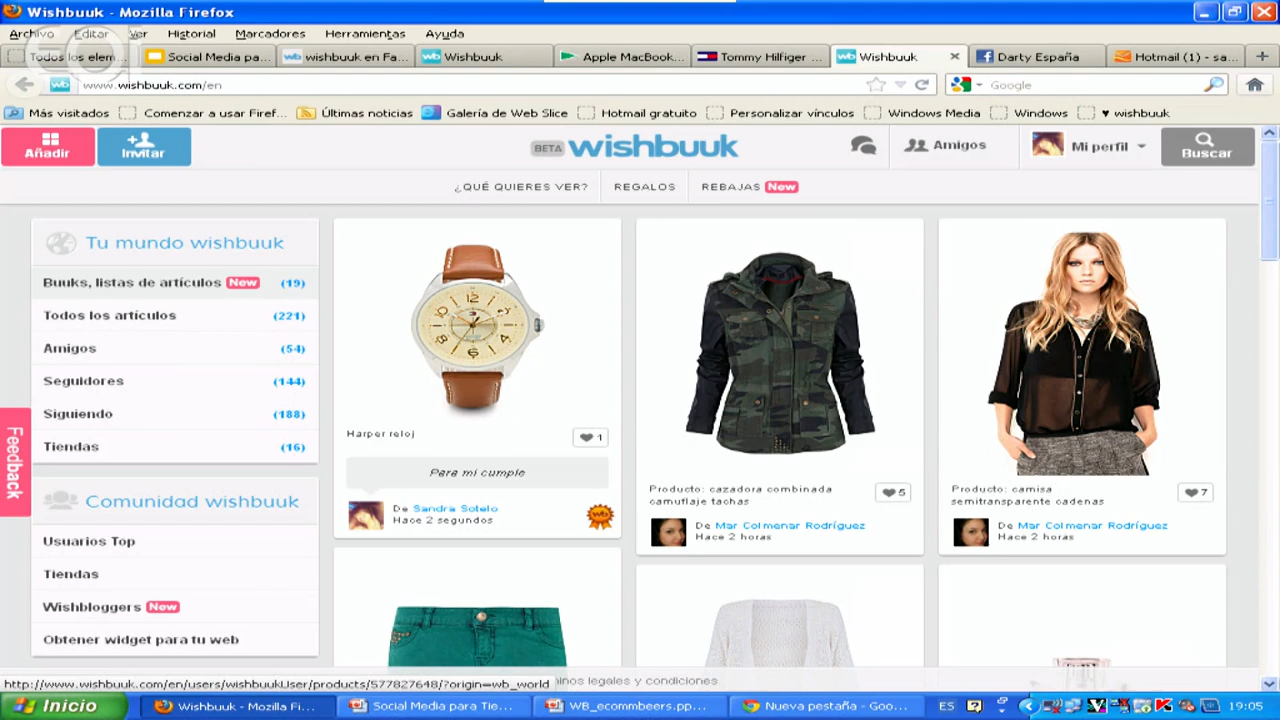 Wishbuuk - Mozilla Firefox
Archivo Editar Ver Historial Marcadores Herramientas Ayuda
Todos los elem... Social Media pa... wishbuuk en Fa... Wishbuuk Apple MacBook... Tommy Hilfiger ... Wishbuuk Darty España Hotmail (1) - sa...
www.wishbuuk.com/en Google
Más visitados Comenzar a usar Firef... Últimas noticias Galería de Web Slice Hotmail gratuito Personalizar vínculos Windows Media Windows ♥ wishbuuk
Añadir Invitar BETA wishbuuk Amigos Mi perfil Buscar
¿QUÉ QUIERES VER? REGALOS REBAJAS New
Tu mundo wishbuuk
Buuks, listas de artículos New (19)
Todos los artículos (221)
Amigos (54)
Seguidores (144)
Siguiendo (188)
Tiendas (16)
Feedback
Comunidad wishbuuk
Usuarios Top
Tiendas
Wishbloggers New
Obtener widget para tu web
Harper reloj 1
Para mi cumple
De Sandra Sotelo
Hace 2 segundos
wb
Producto: cazadora combinada
camuflaje tachas 5
De Mar Colmenar Rodríguez
Hace 2 horas
Producto: camisa
semitransparente cadenas 7
De Mar Colmenar Rodríguez
Hace 2 horas
http://www.wishbuuk.com/en/users/wishbuukUser/products/577827648/?origin=wb_world inos legales y condiciones
Inicio Wishbuuk - Mozilla Fi... Social Media para Tie... WB_ecommbeers.pp... Nueva pestaña - Goo... ES 19:05